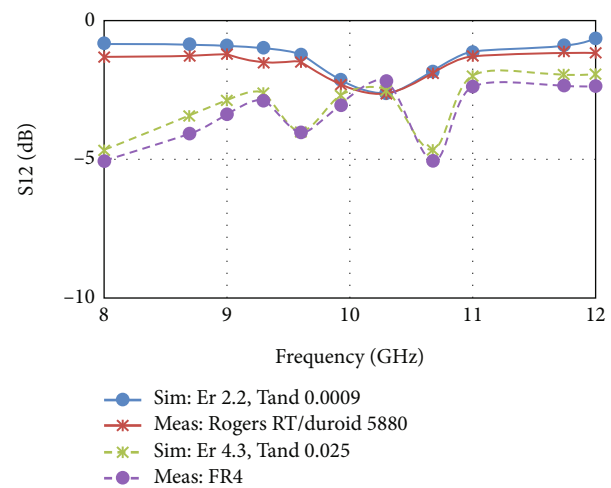 0
−5
−10
S12 (dB)
8
9
10
11
12
Frequency (GHz)
Sim: Er 2.2, Tand 0.0009
Meas: Rogers RT/duroid 5880
Sim: Er 4.3, Tand 0.025
Meas: FR4